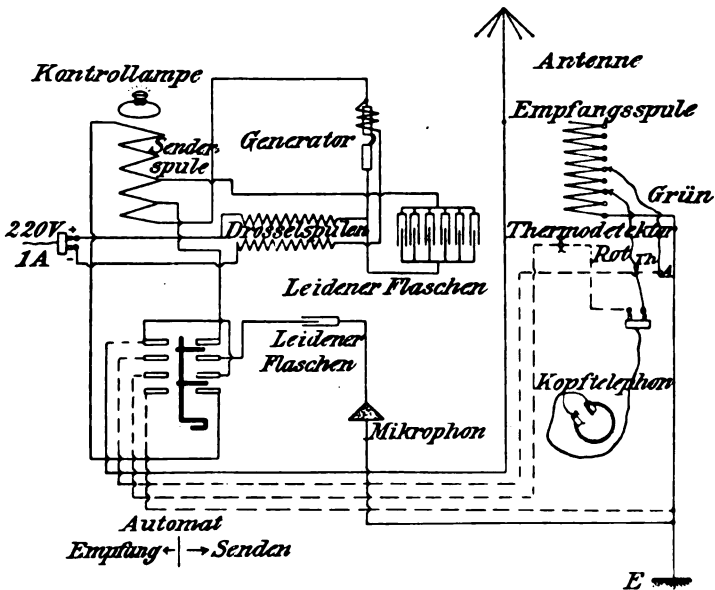 Antenne
Kontrollampe
Empfangsspule
Generator
Sender-
spule
Grün
220V +
1A
Drosselspulen
Thermodetektor
Rot Th
A
Leidener Flaschen
Leidener
Flaschen
Kopftelephon
Mikrophon
Automat
Empfang Senden
E